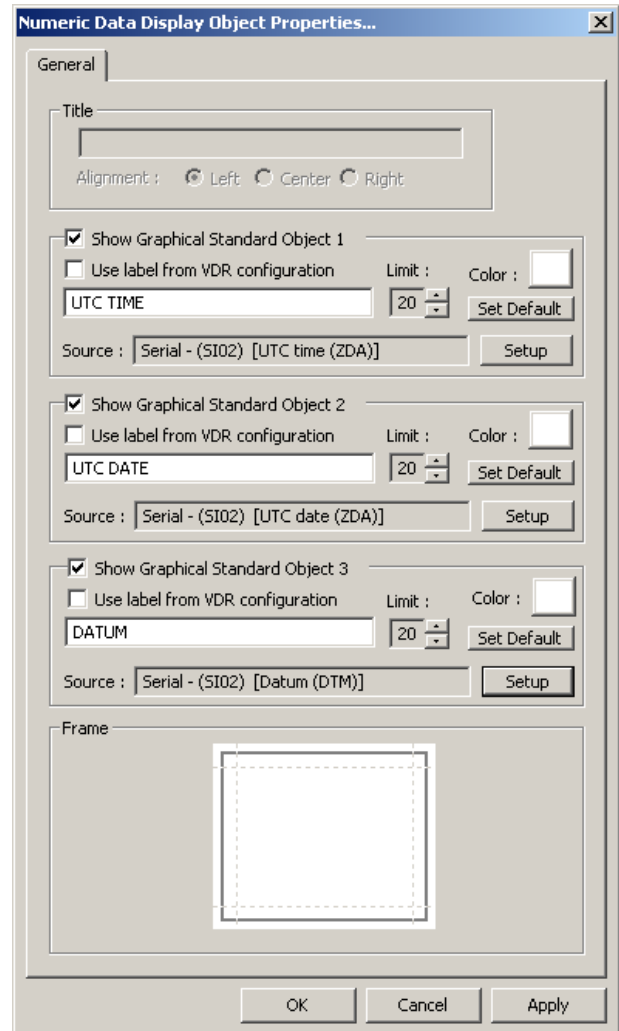 Numeric Data Display Object Properties...
General
Title
Alignment : Left Center Right
Show Graphical Standard Object 1
Use label from VDR configuration Limit : Color :
UTC TIME 20 Set Default
Source : Serial - (SI02) [UTC time (ZDA)] Setup
Show Graphical Standard Object 2
Use label from VDR configuration Limit : Color :
UTC DATE 20 Set Default
Source : Serial - (SI02) [UTC date (ZDA)] Setup
Show Graphical Standard Object 3
Use label from VDR configuration Limit : Color :
DATUM 20 Set Default
Source : Serial - (SI02) [Datum (DTM)] Setup
Frame
OK Cancel Apply